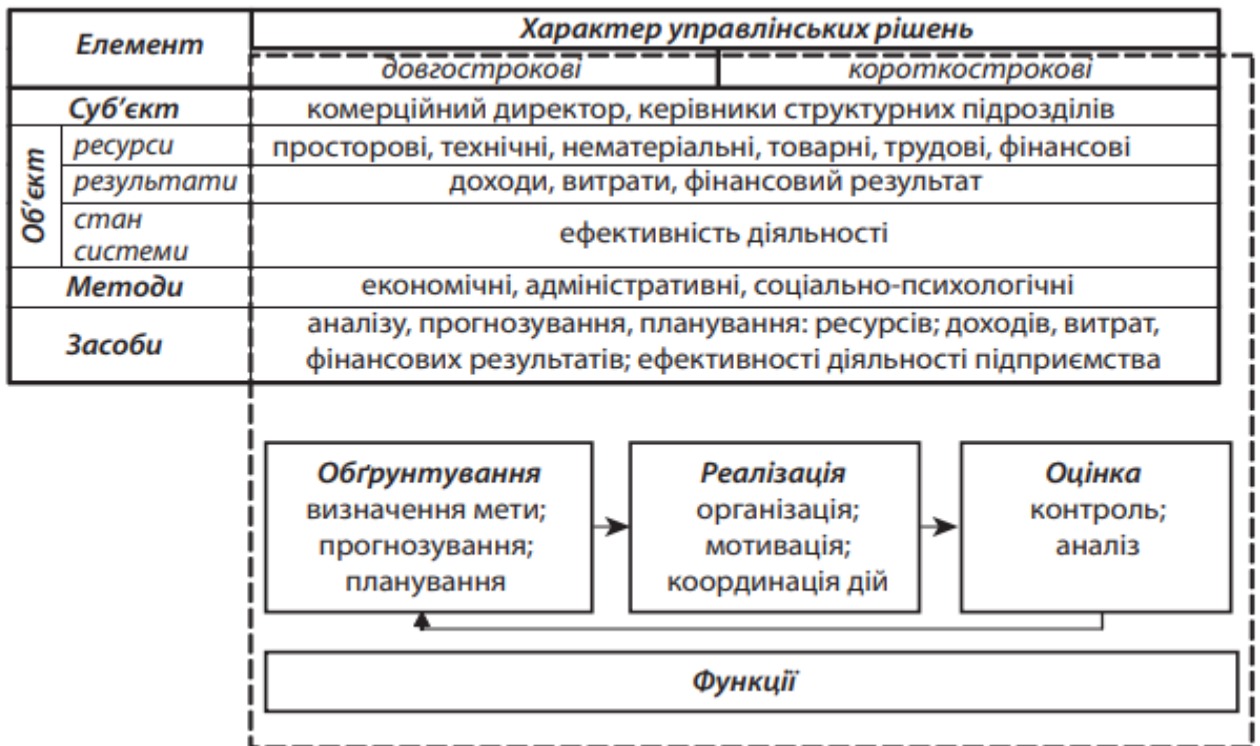 Елемент
Характер управлінських рішень
довгострокові
короткострокові
Суб’єкт
комерційний директор, керівники структурних підрозділів
Об’єкт
ресурси
просторові, технічні, нематеріальні, товарні, трудові, фінансові
результати
доходи, витрати, фінансовий результат
стан
системи
ефективність діяльності
Методи
економічні, адміністративні, соціально-психологічні
Засоби
аналізу, прогнозування, планування: ресурсів; доходів, витрат,
фінансових результатів; ефективності діяльності підприємства
Обґрунтування
визначення мети;
прогнозування;
планування
Реалізація
організація;
мотивація;
координація дій
Оцінка
контроль;
аналіз
Функції